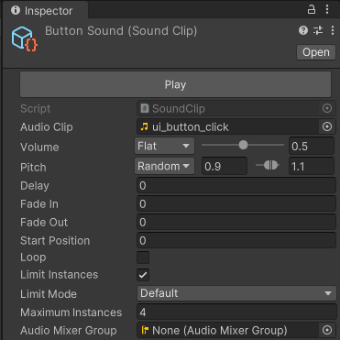 Inspector
Button Sound (Sound Clip)
Open
Play
Script SoundClip
Audio Clip ui_button_click
Volume Flat 0.5
Pitch Random 0.9 1.1
Delay 0
Fade In 0
Fade Out 0
Start Position 0
Loop
Limit Instances
Limit Mode Default
Maximum Instances 4
Audio Mixer Group None (Audio Mixer Group)